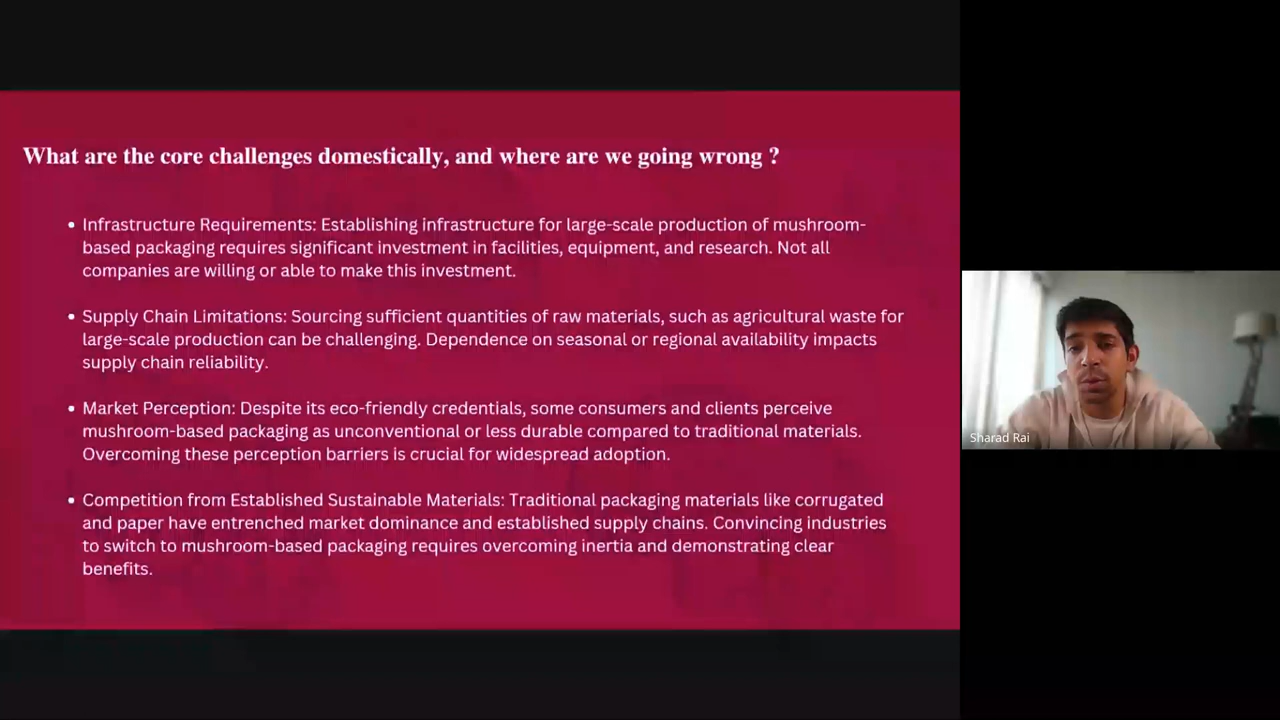 What are the core challenges domestically, and where are we going wrong ?
• Infrastructure Requirements: Establishing infrastructure for large-scale production of mushroom-
based packaging requires significant investment in facilities, equipment, and research. Not all
companies are willing or able to make this investment.
• Supply Chain Limitations: Sourcing sufficient quantities of raw materials, such as agricultural waste for
large-scale production can be challenging. Dependence on seasonal or regional availability impacts
supply chain reliability.
• Market Perception: Despite its eco-friendly credentials, some consumers and clients perceive
mushroom-based packaging as unconventional or less durable compared to traditional materials.
Overcoming these perception barriers is crucial for widespread adoption.
• Competition from Established Sustainable Materials: Traditional packaging materials like corrugated
and paper have entrenched market dominance and established supply chains. Convincing industries
to switch to mushroom-based packaging requires overcoming inertia and demonstrating clear
benefits.
Sharad Rai